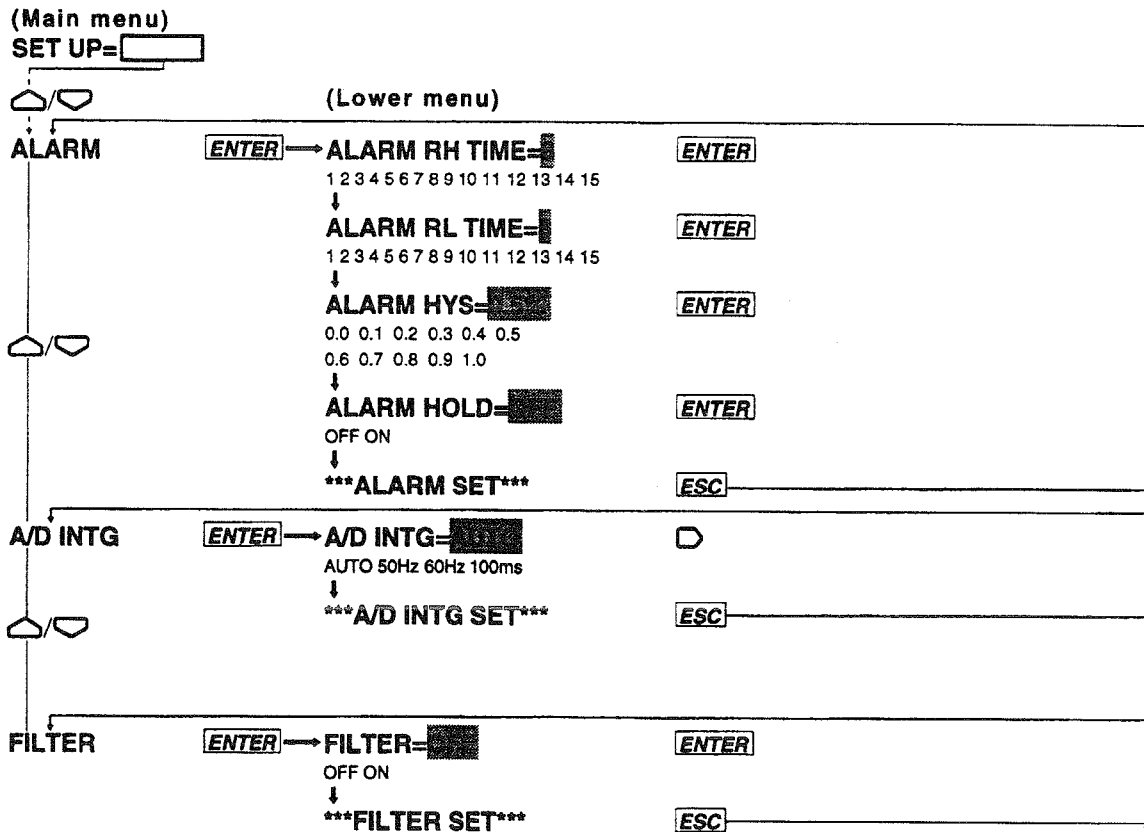 (Main menu)
SET UP=
(Lower menu)
ALARM ENTER ALARM RH TIME= ENTER
1 2 3 4 5 6 7 8 9 10 11 12 13 14 15
ALARM RL TIME= ENTER
1 2 3 4 5 6 7 8 9 10 11 12 13 14 15
ALARM HYS= ENTER
0.0 0.1 0.2 0.3 0.4 0.5
/
0.6 0.7 0.8 0.9 1.0
ALARM HOLD= ENTER
OFF ON
***ALARM SET*** ESC
A/D INTG ENTER A/D INTG=AUTO
AUTO 50Hz 60Hz 100ms
***A/D INTG SET*** ESC
/
FILTER ENTER FILTER=OFF ENTER
OFF ON
***FILTER SET*** ESC